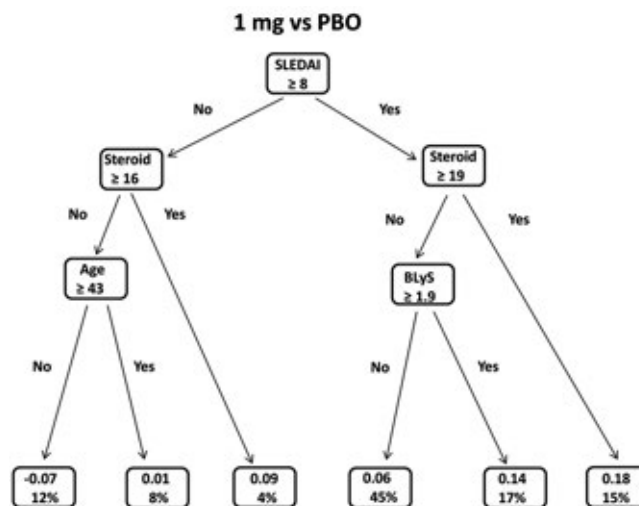 1 mg vs PBO
SLEDAI
≥ 8
No
Yes
Steroid
≥ 16
Steroid
≥ 19
No
Yes
No
Yes
Age
≥ 43
BLyS
≥ 1.9
No
Yes
No
Yes
-0.07
12%
0.01
8%
0.09
4%
0.06
45%
0.14
17%
0.18
15%